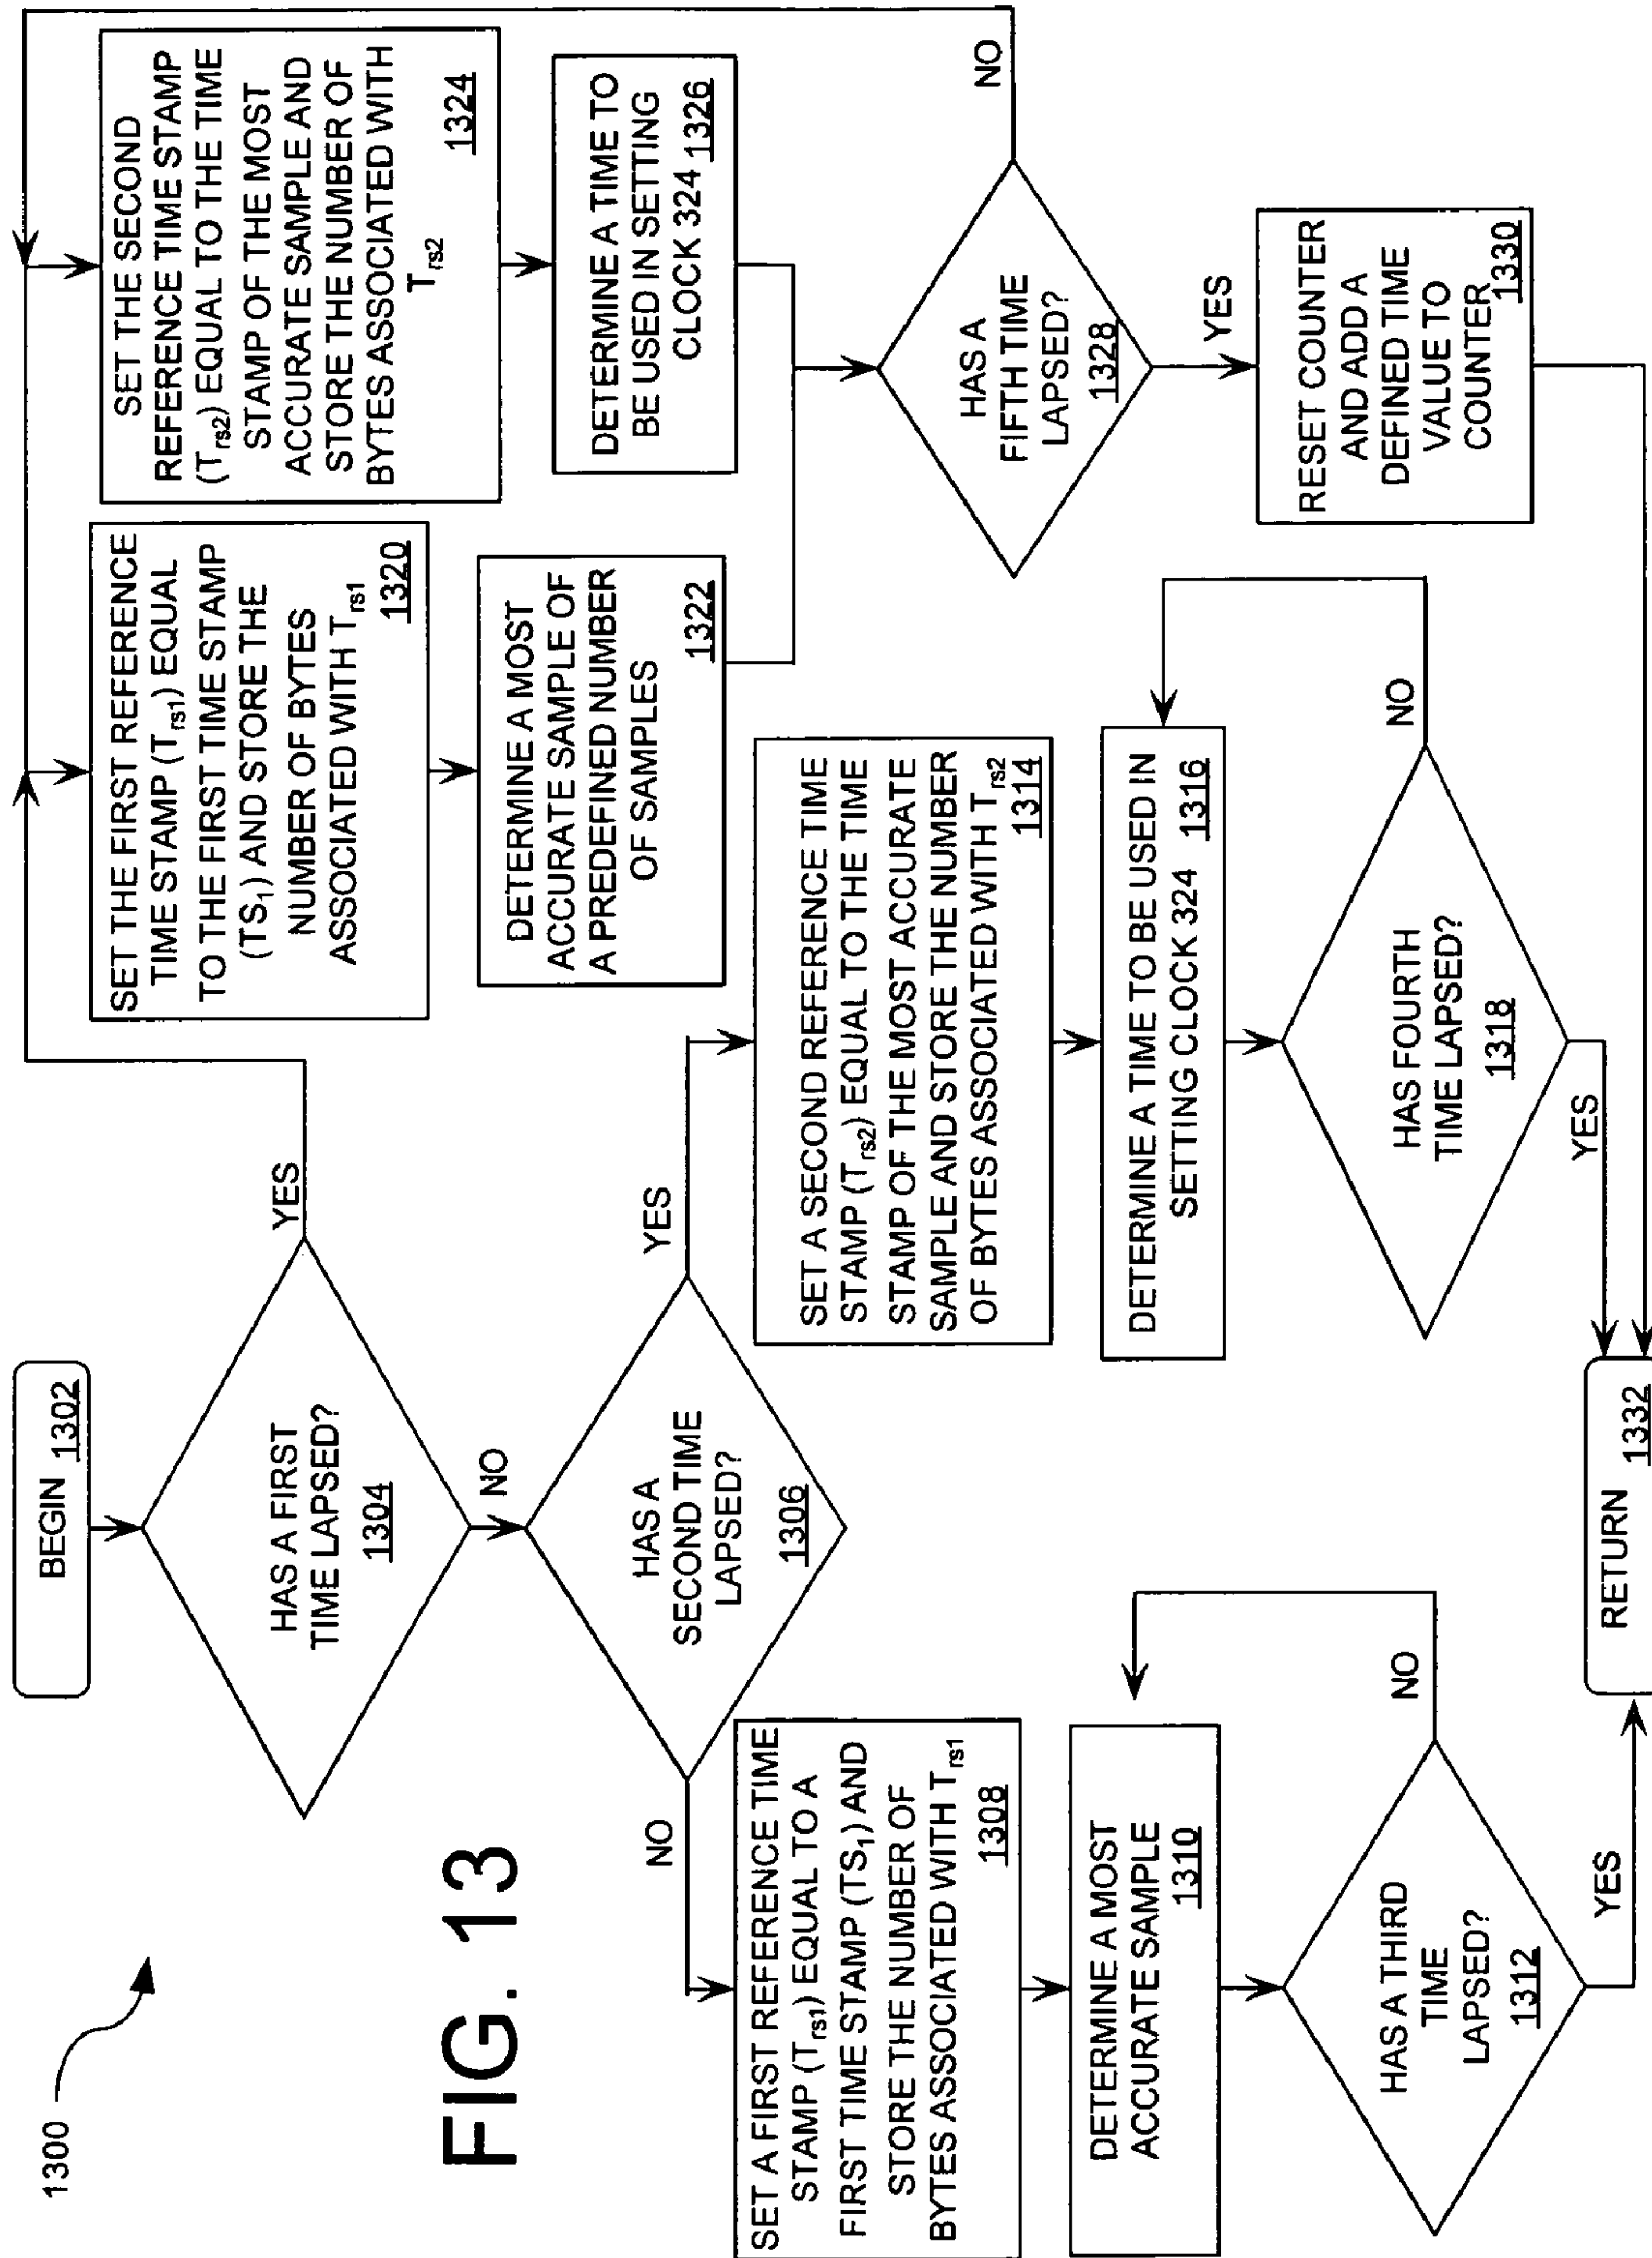 1300
FIG. 13
BEGIN 1302
HAS A FIRST
TIME LAPSED?
1304
YES
NO
HAS A
SECOND TIME
LAPSED?
1306
NO
YES
SET A FIRST REFERENCE TIME
STAMP (Trs1) EQUAL TO A
FIRST TIME STAMP (TS1) AND
STORE THE NUMBER OF
BYTES ASSOCIATED WITH Trs1
1308
DETERMINE A MOST
ACCURATE SAMPLE
1310
HAS A THIRD
TIME
LAPSED?
1312
NO
YES
SET A SECOND REFERENCE TIME
STAMP (Trs2) EQUAL TO THE TIME
STAMP OF THE MOST ACCURATE
SAMPLE AND STORE THE NUMBER
OF BYTES ASSOCIATED WITH Trs2
1314
DETERMINE A TIME TO BE USED IN
SETTING CLOCK 324 1316
HAS FOURTH
TIME LAPSED?
1318
NO
YES
SET THE FIRST REFERENCE
TIME STAMP (Trs1) EQUAL
TO THE FIRST TIME STAMP
(TS1) AND STORE THE
NUMBER OF BYTES
ASSOCIATED WITH Trs1
1320
DETERMINE A MOST
ACCURATE SAMPLE OF
A PREDEFINED NUMBER
OF SAMPLES 1322
SET THE SECOND
REFERENCE TIME STAMP
(Trs2) EQUAL TO THE TIME
STAMP OF THE MOST
ACCURATE SAMPLE AND
STORE THE NUMBER OF
BYTES ASSOCIATED WITH
Trs2 1324
DETERMINE A TIME TO
BE USED IN SETTING
CLOCK 324 1326
HAS A
FIFTH TIME
LAPSED?
1328
NO
YES
RESET COUNTER
AND ADD A
DEFINED TIME
VALUE TO
COUNTER 1330
RETURN
1332